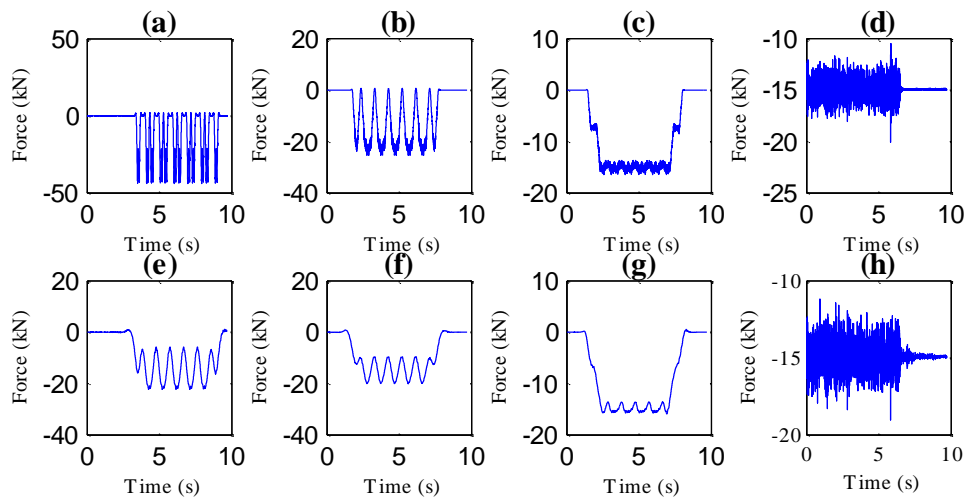 (a) (b) (c) (d)
50 20 10 -10
0 0 0 -15
-20 -10 -20
-50 -40 -20 -25
0 5 10 0 5 10 0 5 10 0 5 10
Force (kN) Force (kN) Force (kN) Force (kN)
Time (s) Time (s) Time (s) Time (s)
(e) (f) (g) (h)
20 20 10 -10
0 0 0 -15
-20 -20 -10
-40 -40 -20 -20
0 5 10 0 5 10 0 5 10 0 5 10
Force (kN) Force (kN) Force (kN) Force (kN)
Time (s) Time (s) Time (s) Time (s)